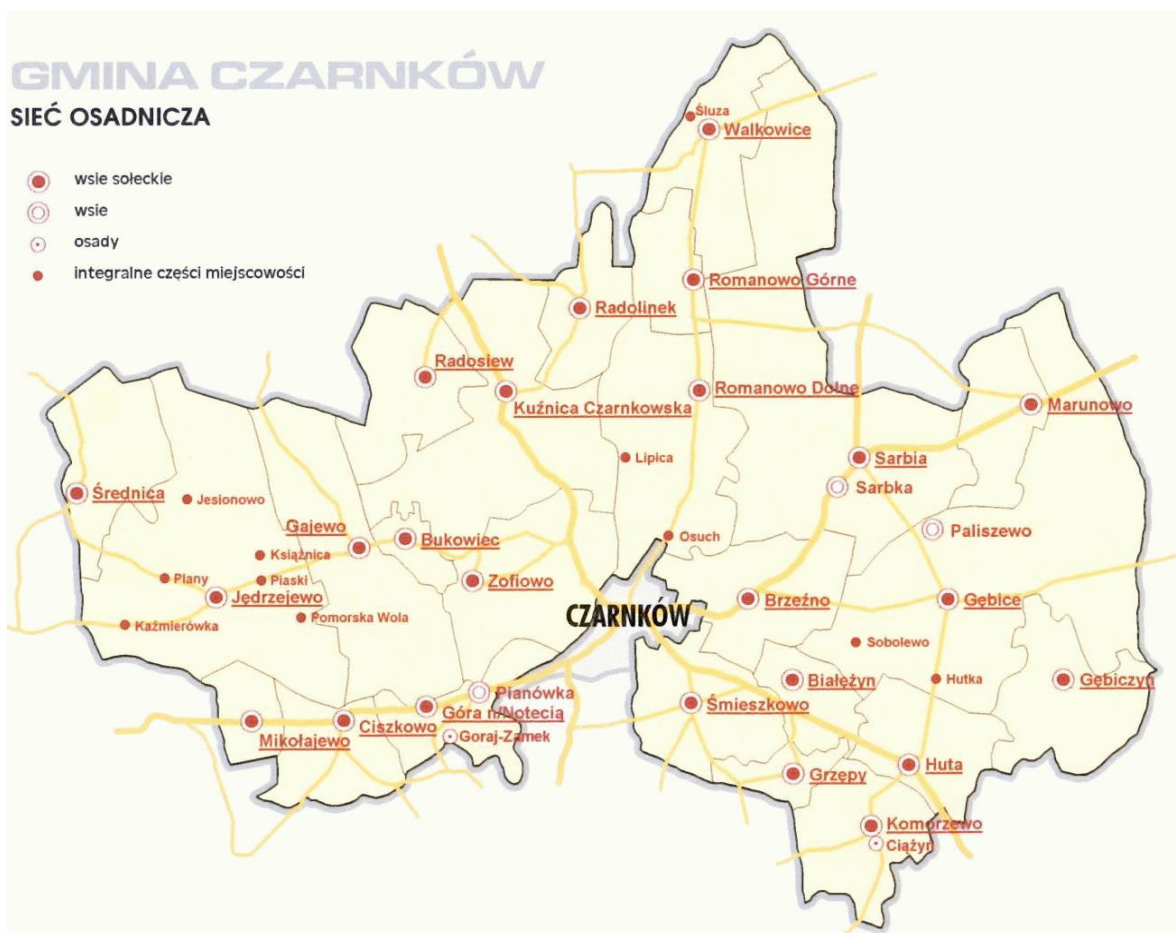 GMINA CZARNKÓW
SIEĆ OSADNICZA
wsie sołeckie
wsie
osady
integralne części miejscowości
Śluza
Walkowice
Romanowo Górne
Radolinek
Radosiew
Kuźnica Czarnkowska
Romanowo Dolne
Marunowo
Lipica
Sarbia
Sarbka
Średnica
Jesionowo
Gajewo
Bukowiec
Osuch
Paliszewo
Książnica
Plany
Piaski
Zofiowo
Jędrzejewo
Brzeźno
Gębice
CZARNKÓW
Kaźmierówka
Pomorska Wola
Sobolewo
Białężyn
Hutka
Gębiczyn
Pianówka
Śmieszkowo
Góra n/Notecią
Ciszkowo
Mikołajewo
Goraj-Zamek
Huta
Grzępy
Komorzewo
Ciążyn